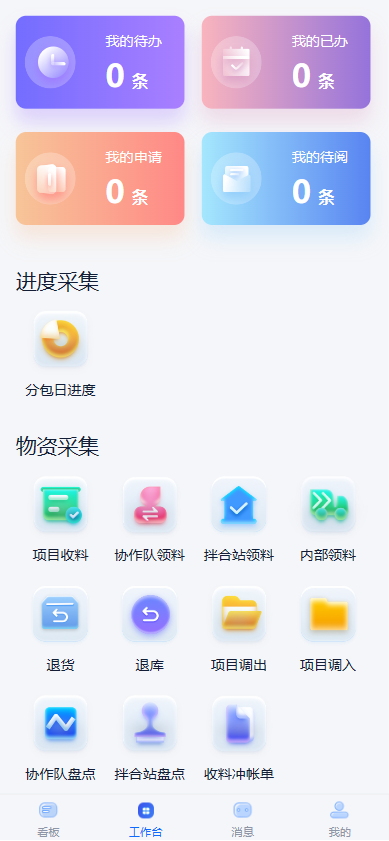 我的待办
0 条
我的已办
0 条
我的申请
0 条
我的待阅
0 条
进度采集
分包日进度
物资采集
项目收料
协作队领料
拌合站领料
内部领料
退货
退库
项目调出
项目调入
协作队盘点
拌合站盘点
收料冲帐单
看板
工作台
消息
我的